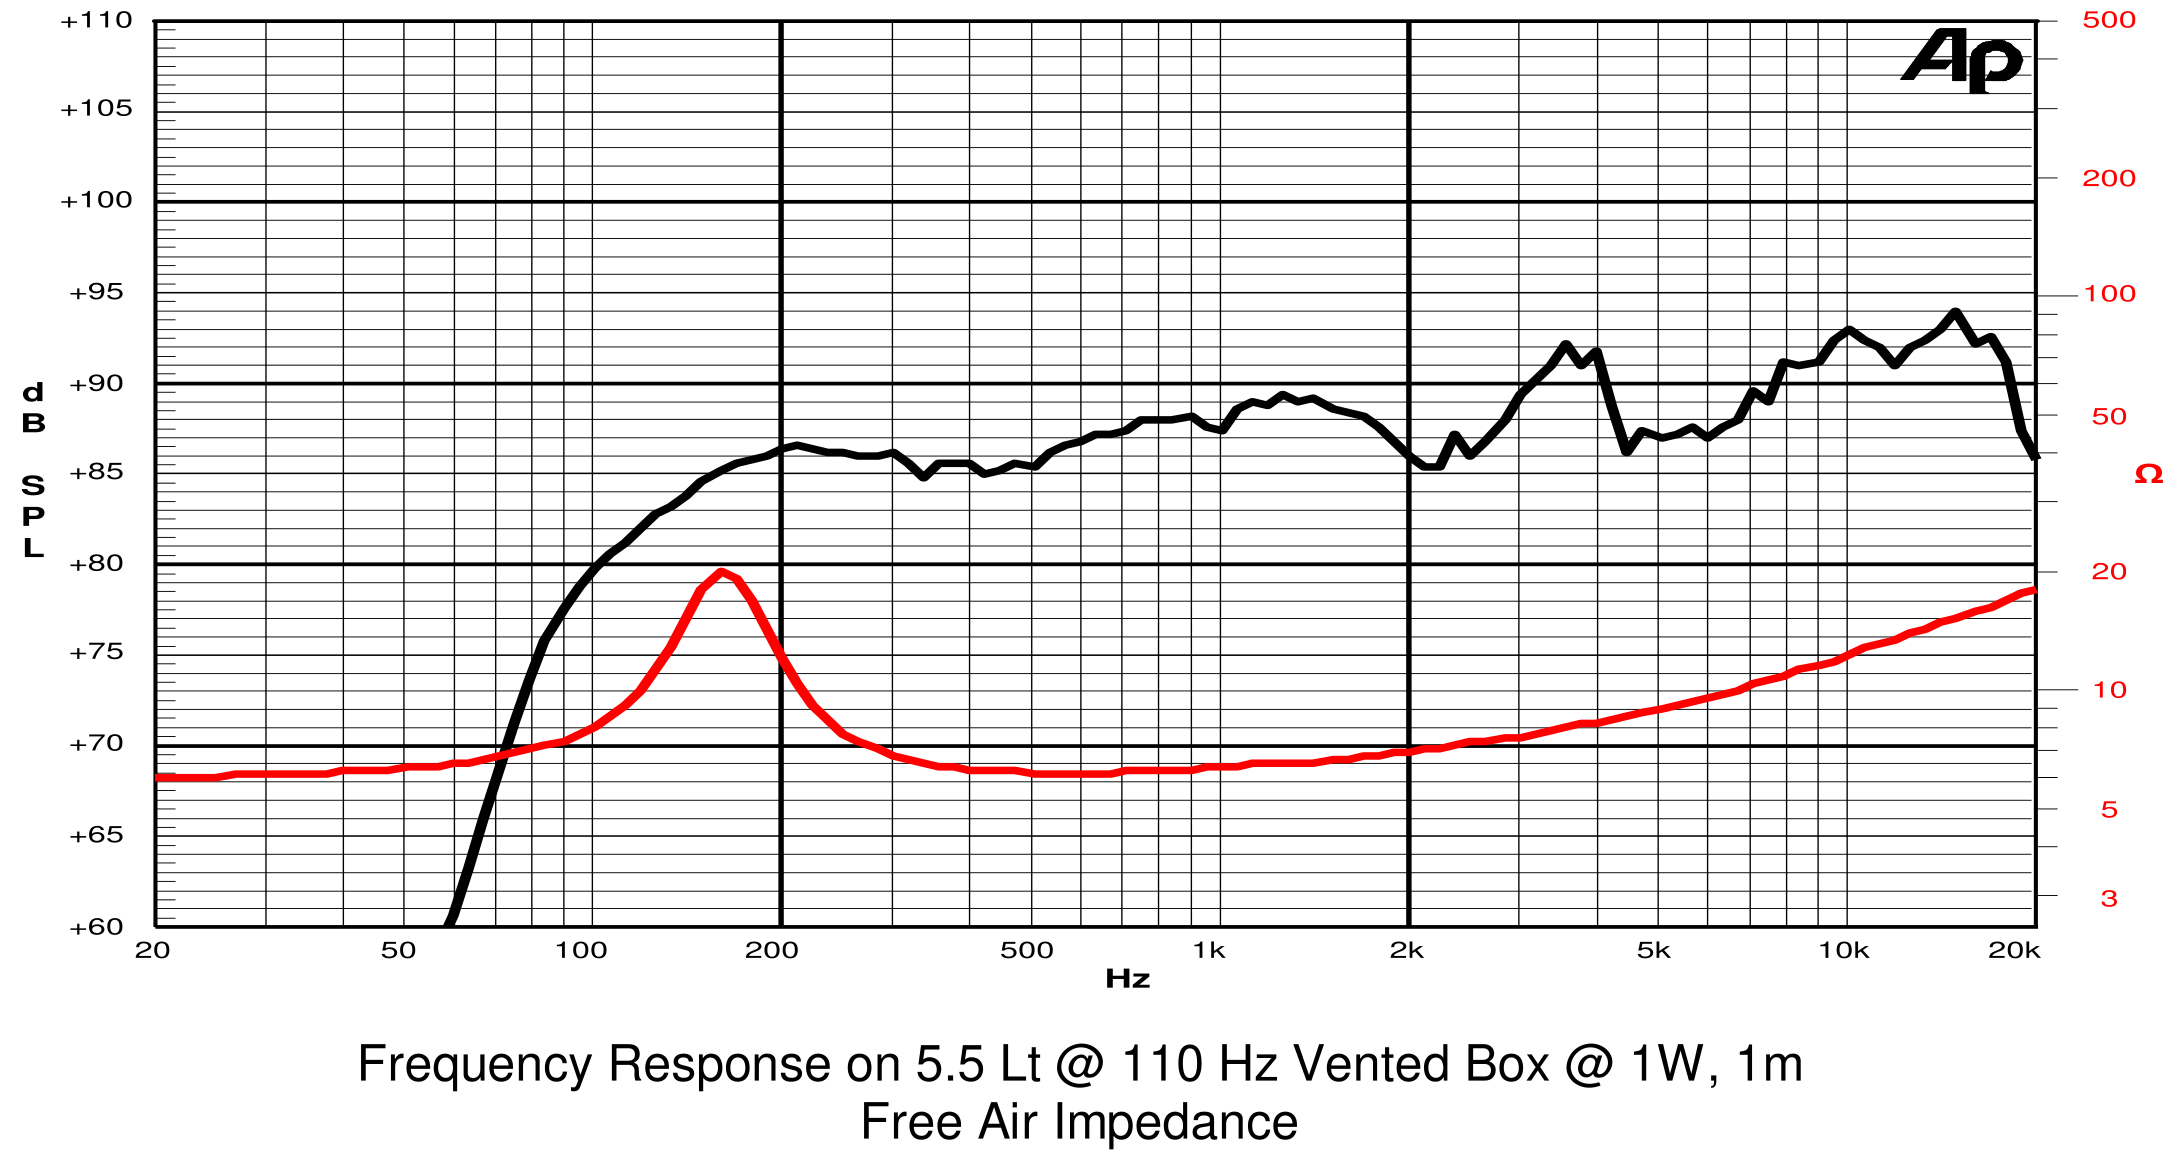 +110
+105
+100
+95
+90
+85
+80
+75
+70
+65
+60
dB SPL
500
200
100
50
20
10
5
3
Ω
Ap
20 50 100 200 500 1k 2k 5k 10k 20k
Hz
Frequency Response on 5.5 Lt @ 110 Hz Vented Box @ 1W, 1m
Free Air Impedance